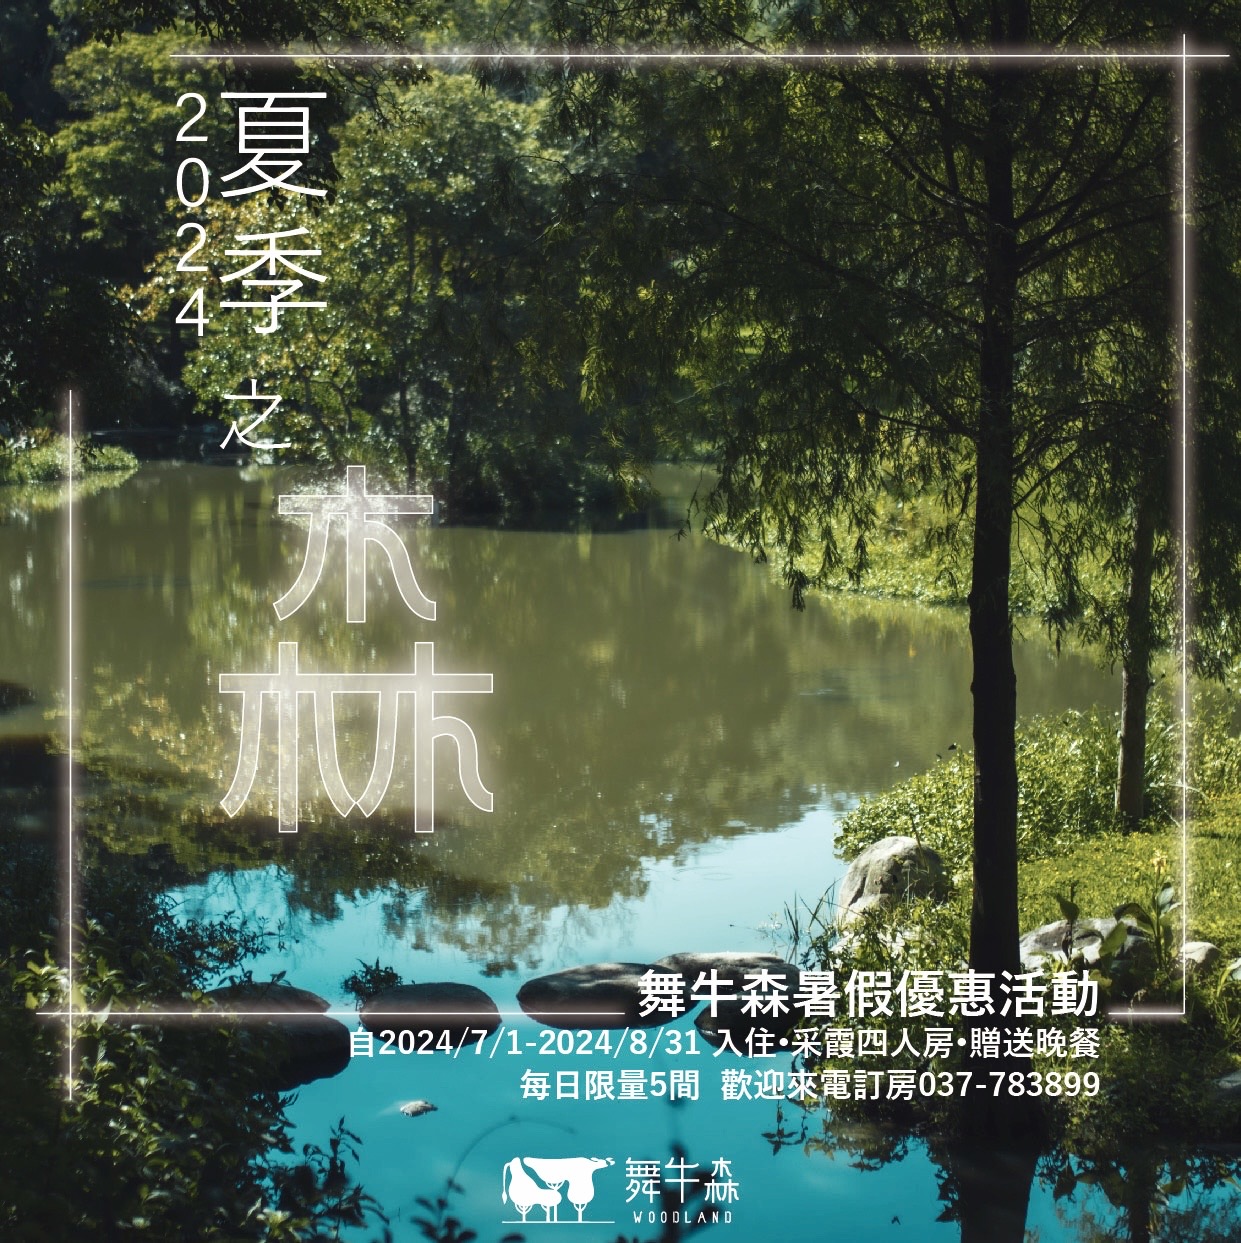 2024
夏季之森
舞牛森暑假優惠活動
自2024/7/1-2024/8/31 入住•采霞四人房•贈送晚餐
每日限量5間 歡迎來電訂房037-783899
舞牛森
WOODLAND